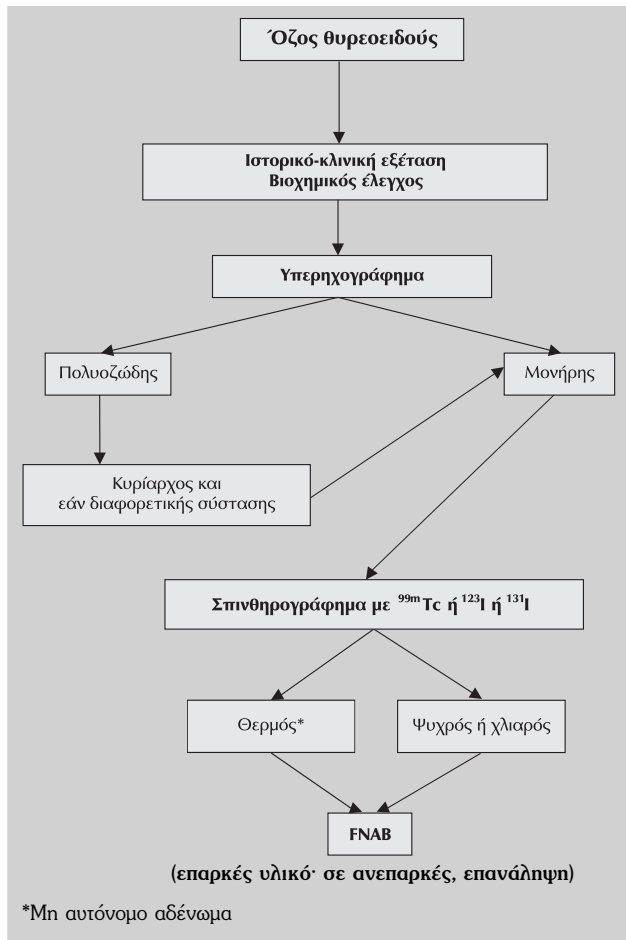 Όζος θυρεοειδούς
Ιστορικό-κλινική εξέταση
Βιοχημικός έλεγχος
Υπερηχογράφημα
Πολυοζώδης
Μονήρης
Κυρίαρχος και
εάν διαφορετικής σύστασης
Σπινθηρογράφημα με ⁹⁹ᵐTc ή ¹²³I ή ¹³¹I
Θερμός*
Ψυχρός ή χλιαρός
FNAB
(επαρκές υλικό· σε ανεπαρκές, επανάληψη)
*Μη αυτόνομο αδένωμα